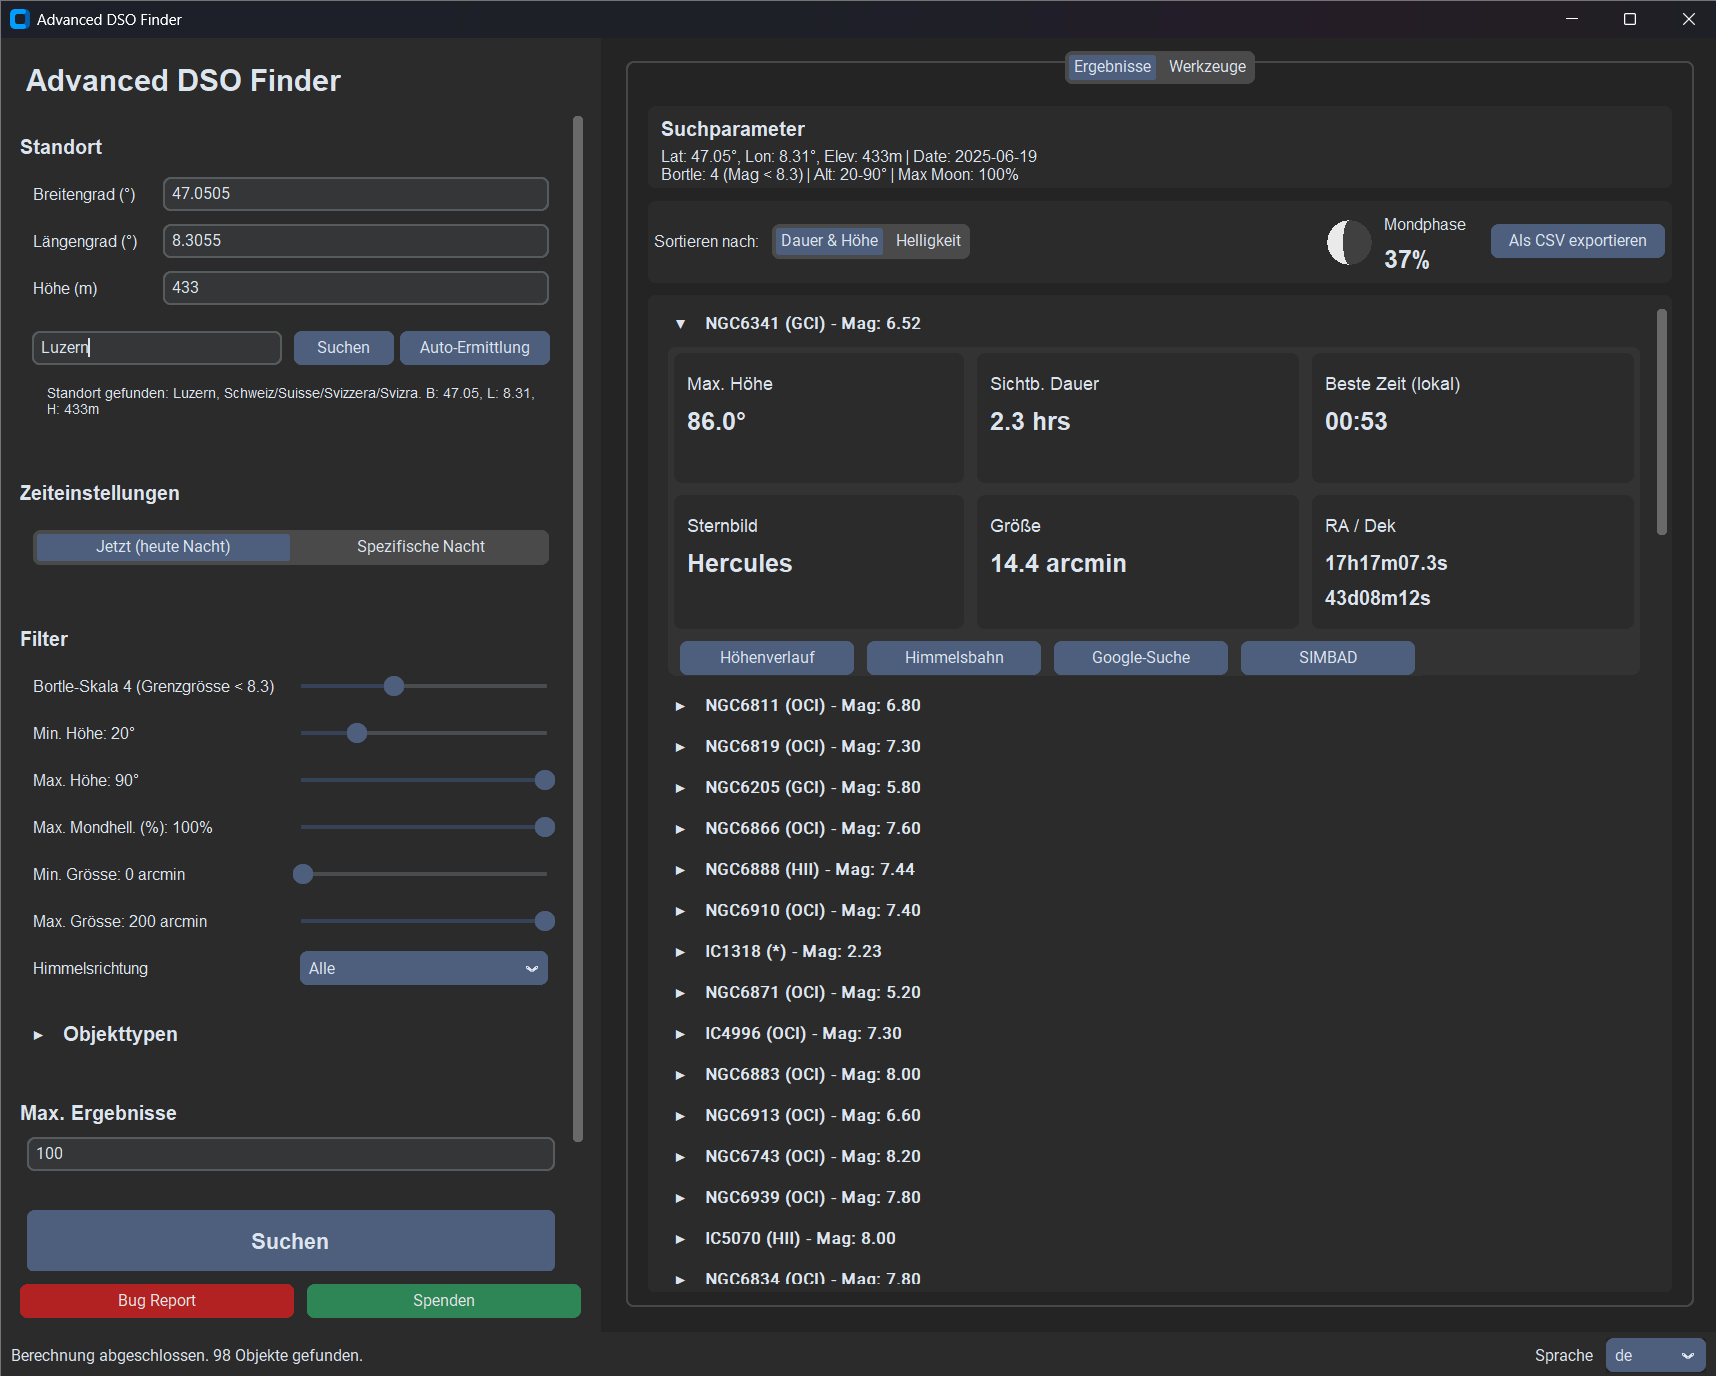 Advanced DSO Finder
Advanced DSO Finder
Standort
Breitengrad (°)
47.0505
Längengrad (°)
8.3055
Höhe (m)
433
Luzern
Suchen
Auto-Ermittlung
Standort gefunden: Luzern, Schweiz/Suisse/Svizzera/Svizra. B: 47.05, L: 8.31,
H: 433m
Zeiteinstellungen
Jetzt (heute Nacht)
Spezifische Nacht
Filter
Bortle-Skala 4 (Grenzgrösse < 8.3)
Min. Höhe: 20°
Max. Höhe: 90°
Max. Mondhell. (%): 100%
Min. Grösse: 0 arcmin
Max. Grösse: 200 arcmin
Himmelsrichtung
Alle
Objekttypen
Max. Ergebnisse
100
Suchen
Bug Report
Spenden
Ergebnisse
Werkzeuge
Suchparameter
Lat: 47.05°, Lon: 8.31°, Elev: 433m | Date: 2025-06-19
Bortle: 4 (Mag < 8.3) | Alt: 20-90° | Max Moon: 100%
Sortieren nach:
Dauer & Höhe
Helligkeit
Mondphase
37%
Als CSV exportieren
NGC6341 (GCl) - Mag: 6.52
Max. Höhe
86.0°
Sichtb. Dauer
2.3 hrs
Beste Zeit (lokal)
00:53
Sternbild
Hercules
Größe
14.4 arcmin
RA / Dek
17h17m07.3s
43d08m12s
Höhenverlauf
Himmelsbahn
Google-Suche
SIMBAD
NGC6811 (OCl) - Mag: 6.80
NGC6819 (OCl) - Mag: 7.30
NGC6205 (GCl) - Mag: 5.80
NGC6866 (OCl) - Mag: 7.60
NGC6888 (HII) - Mag: 7.44
NGC6910 (OCl) - Mag: 7.40
IC1318 (*) - Mag: 2.23
NGC6871 (OCl) - Mag: 5.20
IC4996 (OCl) - Mag: 7.30
NGC6883 (OCl) - Mag: 8.00
NGC6913 (OCl) - Mag: 6.60
NGC6743 (OCl) - Mag: 8.20
NGC6939 (OCl) - Mag: 7.80
IC5070 (HII) - Mag: 8.00
NGC6834 (OCl) - Mag: 7.80
Berechnung abgeschlossen. 98 Objekte gefunden.
Sprache
de